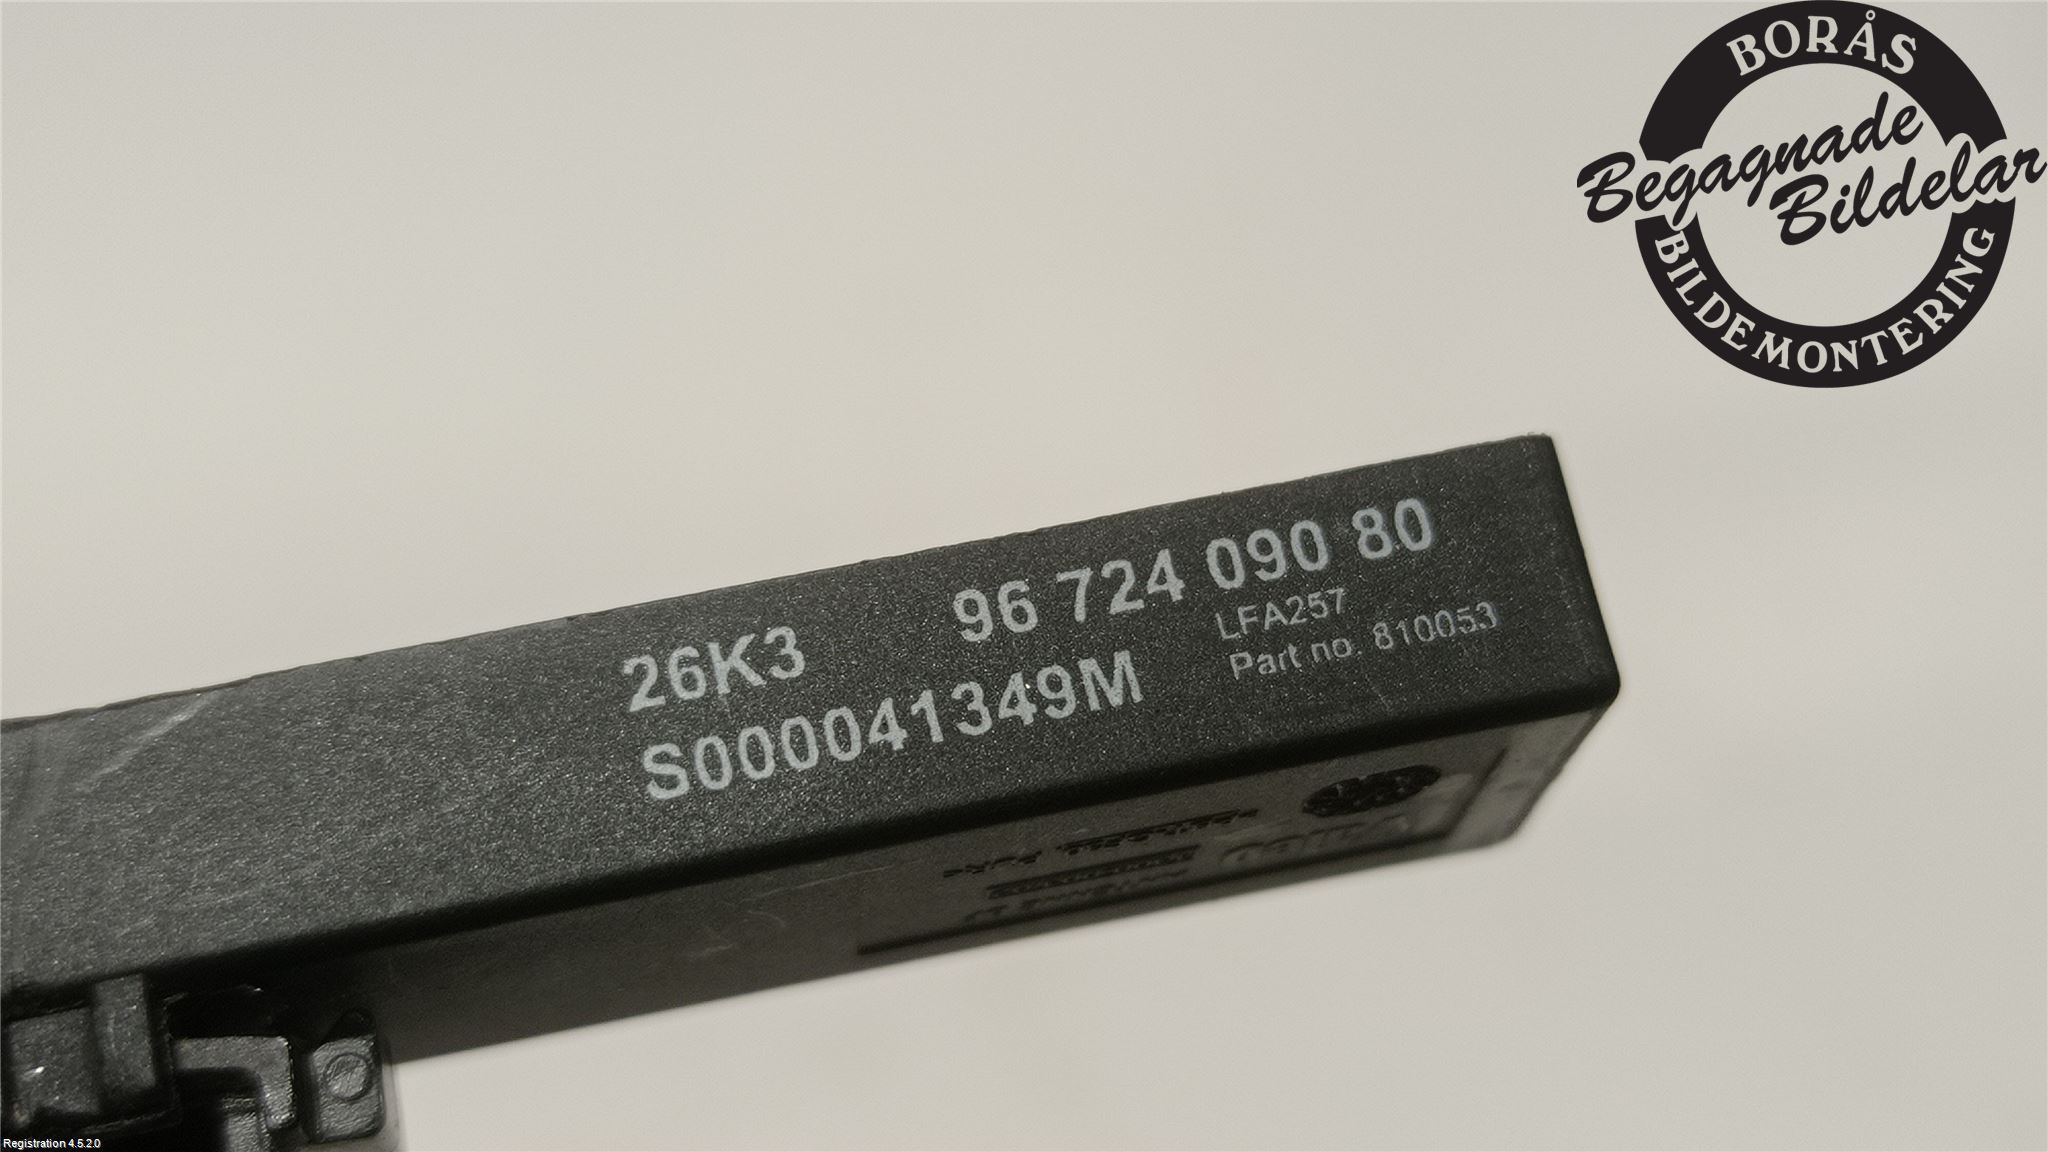 BORÅS
Begagnade
Bildelar
BILDEMONTERING
26K3 96 724 090 80
S000041349M LFA257
Part no. 810053
Registration 4.5.2.0